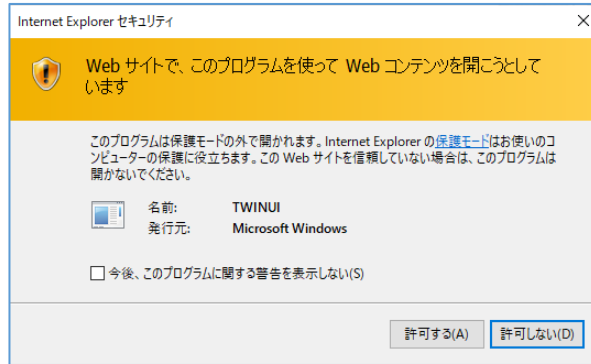 Internet Explorer セキュリティ
Web サイトで、このプログラムを使って Web コンテンツを開こうとして
います
このプログラムは保護モードの外で開かれます。Internet Explorer の保護モードはお使いのコ
ンピューターの保護に役立ちます。この Web サイトを信頼していない場合は、このプログラムは
開かないでください。
名前: TWINUI
発行元: Microsoft Windows
今後、このプログラムに関する警告を表示しない(S)
許可する(A) 許可しない(D)